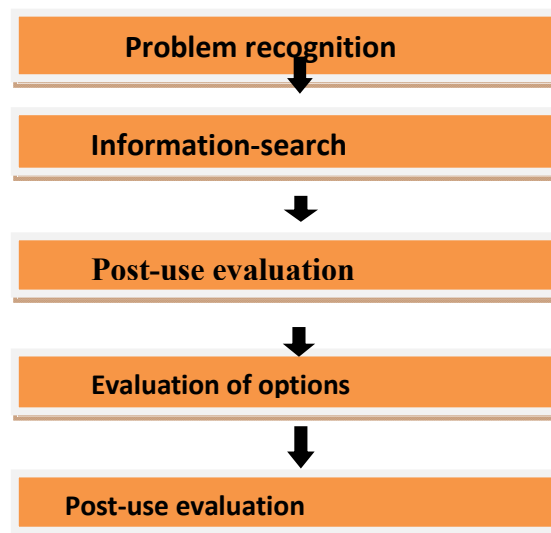 Problem recognition
Information-search
Post-use evaluation
Evaluation of options
Post-use evaluation